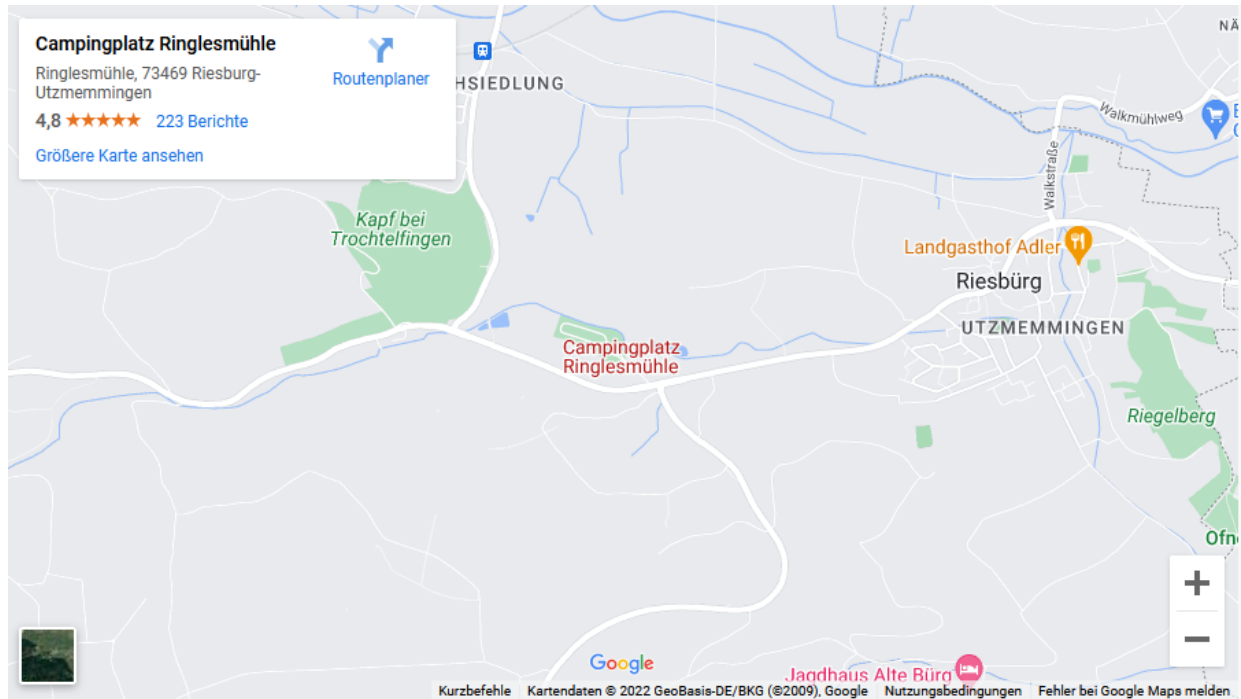 Campingplatz Ringlesmühle
Ringlesmühle, 73469 Riesburg-
Utzmemmingen
4,8
223 Berichte
Größere Karte ansehen
Routenplaner
HSIEDLUNG
NÄ
Walkmühlweg
Walkstraße
Kapf bei
Trochtelfingen
Landgasthof Adler
Riesbürg
UTZMEMMINGEN
Campingplatz
Ringlesmühle
Riegelberg
Ofn
Jagdhaus Alte Bürg
Google
Kurzbefehle
Kartendaten © 2022 GeoBasis-DE/BKG (©2009), Google
Nutzungsbedingungen
Fehler bei Google Maps melden